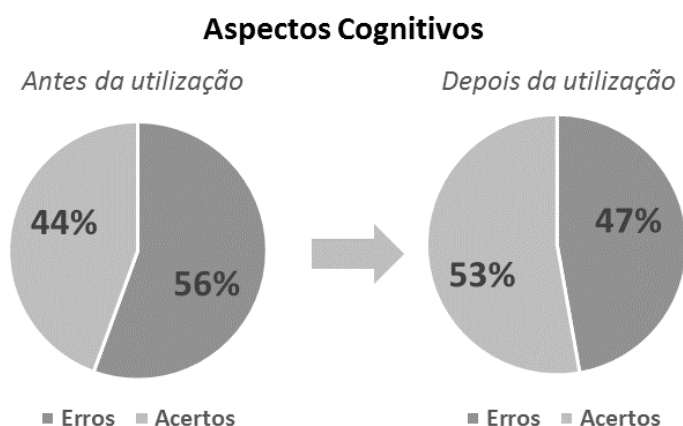 Aspectos Cognitivos
Antes da utilização
44%
56%
Erros Acertos
Depois da utilização
47%
53%
Erros Acertos